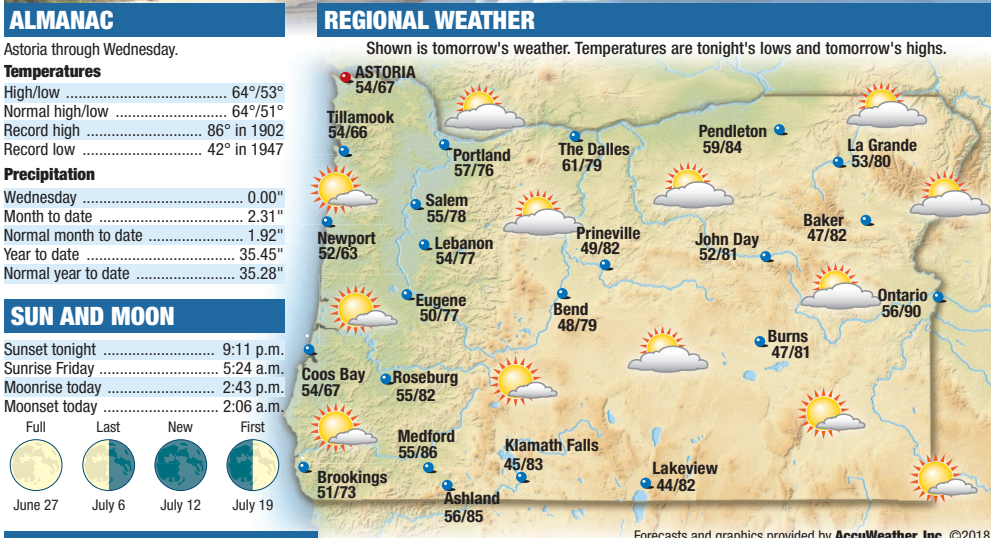 ALMANAC
Astoria through Wednesday.
Temperatures
High/low ................................ 64°/53°
Normal high/low ..................... 64°/51°
Record high .......................... 86° in 1902
Record low ........................... 42° in 1947
Precipitation
Wednesday ................................. 0.00"
Month to date ............................. 2.31"
Normal month to date ...................... 1.92"
Year to date .............................. 35.45"
Normal year to date ................... 35.28"
SUN AND MOON
Sunset tonight ........................... 9:11 p.m.
Sunrise Friday ............................ 5:24 a.m.
Moonrise today .......................... 2:43 p.m.
Moonset today ............................ 2:06 a.m.
Full Last New First
June 27 July 6 July 12 July 19
REGIONAL WEATHER
Shown is tomorrow's weather. Temperatures are tonight's lows and tomorrow's highs.
ASTORIA
54/67
Tillamook
54/66
Portland
57/76
The Dalles
61/79
Pendleton
59/84
La Grande
53/80
Salem
55/78
Newport
52/63
Lebanon
54/77
Prineville
49/82
John Day
52/81
Baker
47/82
Eugene
50/77
Bend
48/79
Ontario
56/90
Burns
47/81
Coos Bay
54/67
Roseburg
55/82
Medford
55/86
Klamath Falls
45/83
Lakeview
44/82
Brookings
51/73
Ashland
56/85
Forecasts and graphics provided by AccuWeather, Inc. ©2018